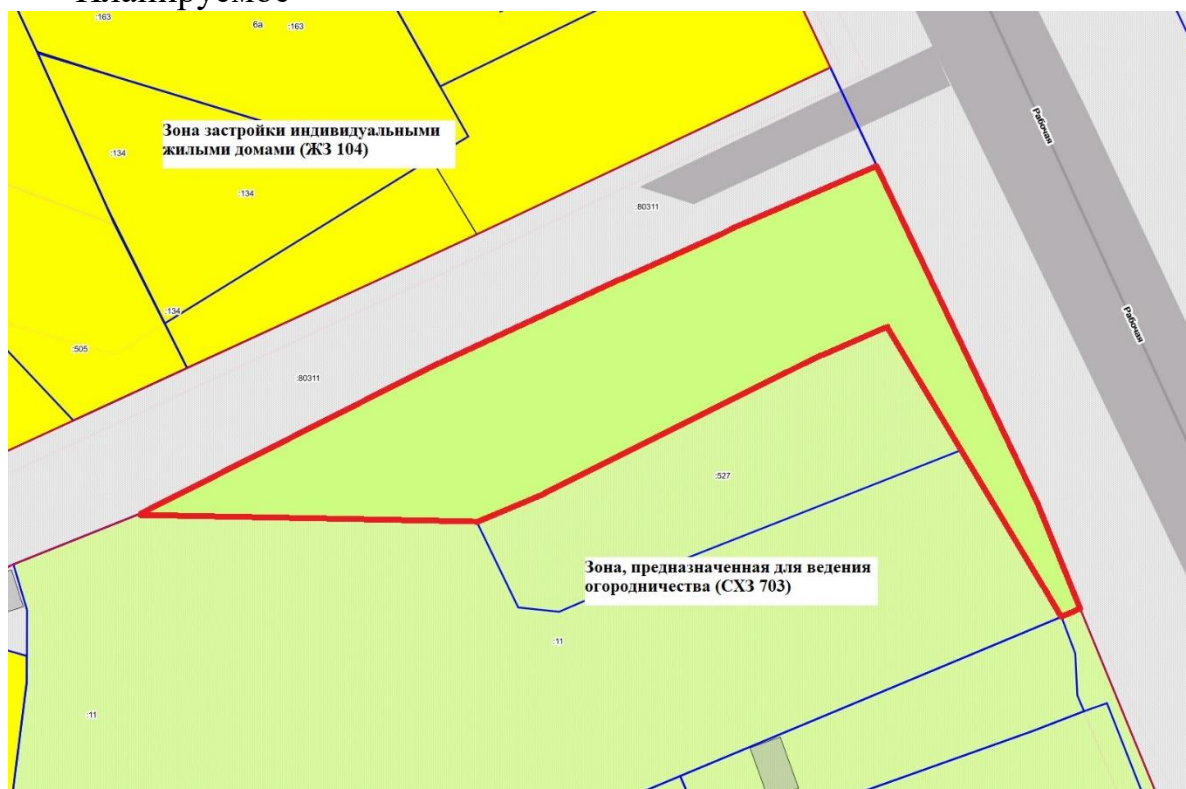 Планируемое
:163
6а
:163
Зона застройки индивидуальными
жилыми домами (ЖЗ 104)
:134
:134
Рабочая
:80311
:134
Рабочая
:505
:80311
:527
Зона, предназначенная для ведения
огородничества (СХЗ 703)
:11
:11